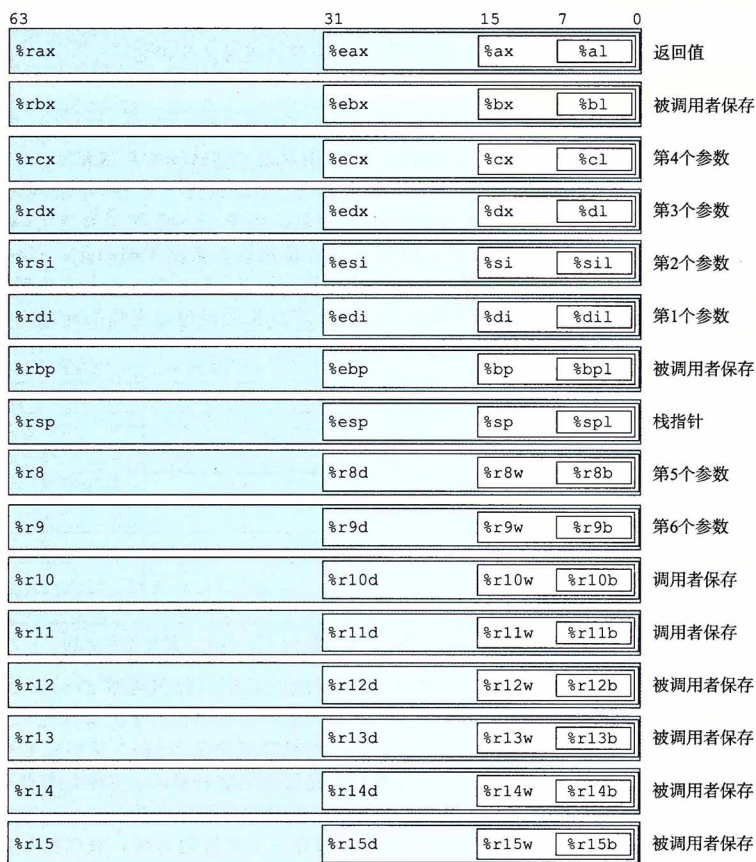 63 31 15 7 0
%rax %eax %ax %al 返回值
%rbx %ebx %bx %bl 被调用者保存
%rcx %ecx %cx %cl 第4个参数
%rdx %edx %dx %dl 第3个参数
%rsi %esi %si %sil 第2个参数
%rdi %edi %di %dil 第1个参数
%rbp %ebp %bp %bpl 被调用者保存
%rsp %esp %sp %spl 栈指针
%r8 %r8d %r8w %r8b 第5个参数
%r9 %r9d %r9w %r9b 第6个参数
%r10 %r10d %r10w %r10b 调用者保存
%r11 %r11d %r11w %r11b 调用者保存
%r12 %r12d %r12w %r12b 被调用者保存
%r13 %r13d %r13w %r13b 被调用者保存
%r14 %r14d %r14w %r14b 被调用者保存
%r15 %r15d %r15w %r15b 被调用者保存